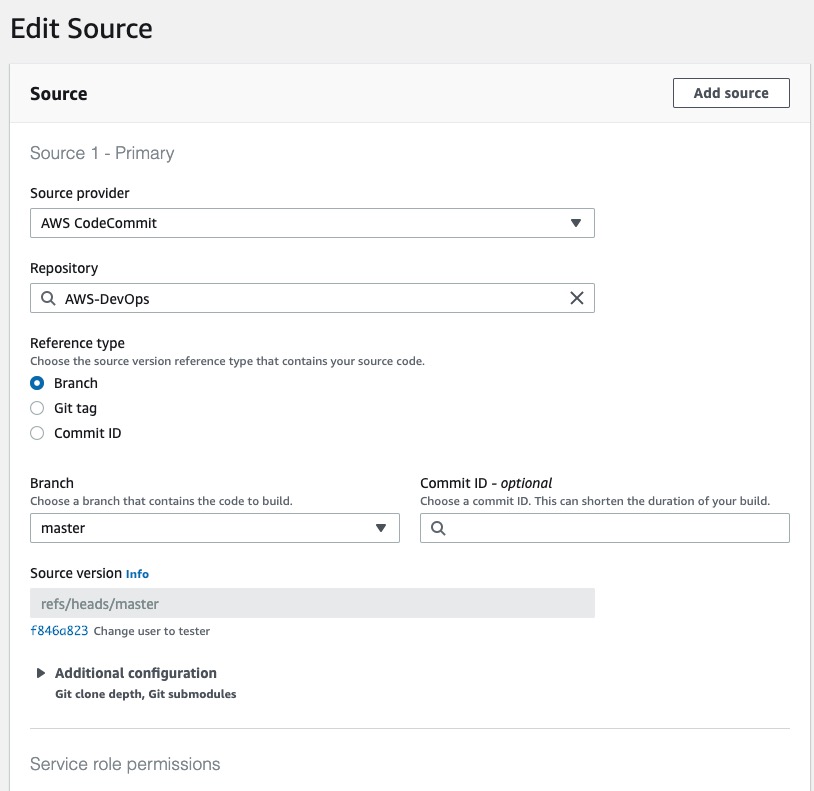 Edit Source
Source
Add source
Source 1 - Primary
Source provider
AWS CodeCommit
Repository
AWS-DevOps
Reference type
Choose the source version reference type that contains your source code.
Branch
Git tag
Commit ID
Branch
Choose a branch that contains the code to build.
master
Commit ID - optional
Choose a commit ID. This can shorten the duration of your build.
Source version Info
refs/heads/master
f846a823 Change user to tester
Additional configuration
Git clone depth, Git submodules
Service role permissions